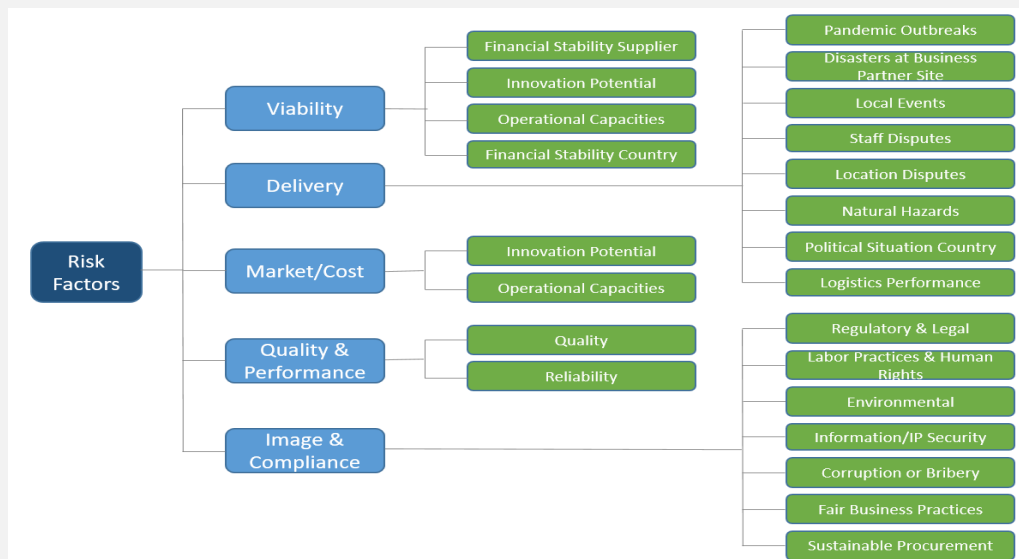 Risk
Factors
Viability
Financial Stability Supplier
Innovation Potential
Operational Capacities
Financial Stability Country
Delivery
Pandemic Outbreaks
Disasters at Business
Partner Site
Local Events
Staff Disputes
Location Disputes
Natural Hazards
Political Situation Country
Logistics Performance
Market/Cost
Innovation Potential
Operational Capacities
Quality &
Performance
Quality
Reliability
Image &
Compliance
Regulatory & Legal
Labor Practices & Human
Rights
Environmental
Information/IP Security
Corruption or Bribery
Fair Business Practices
Sustainable Procurement